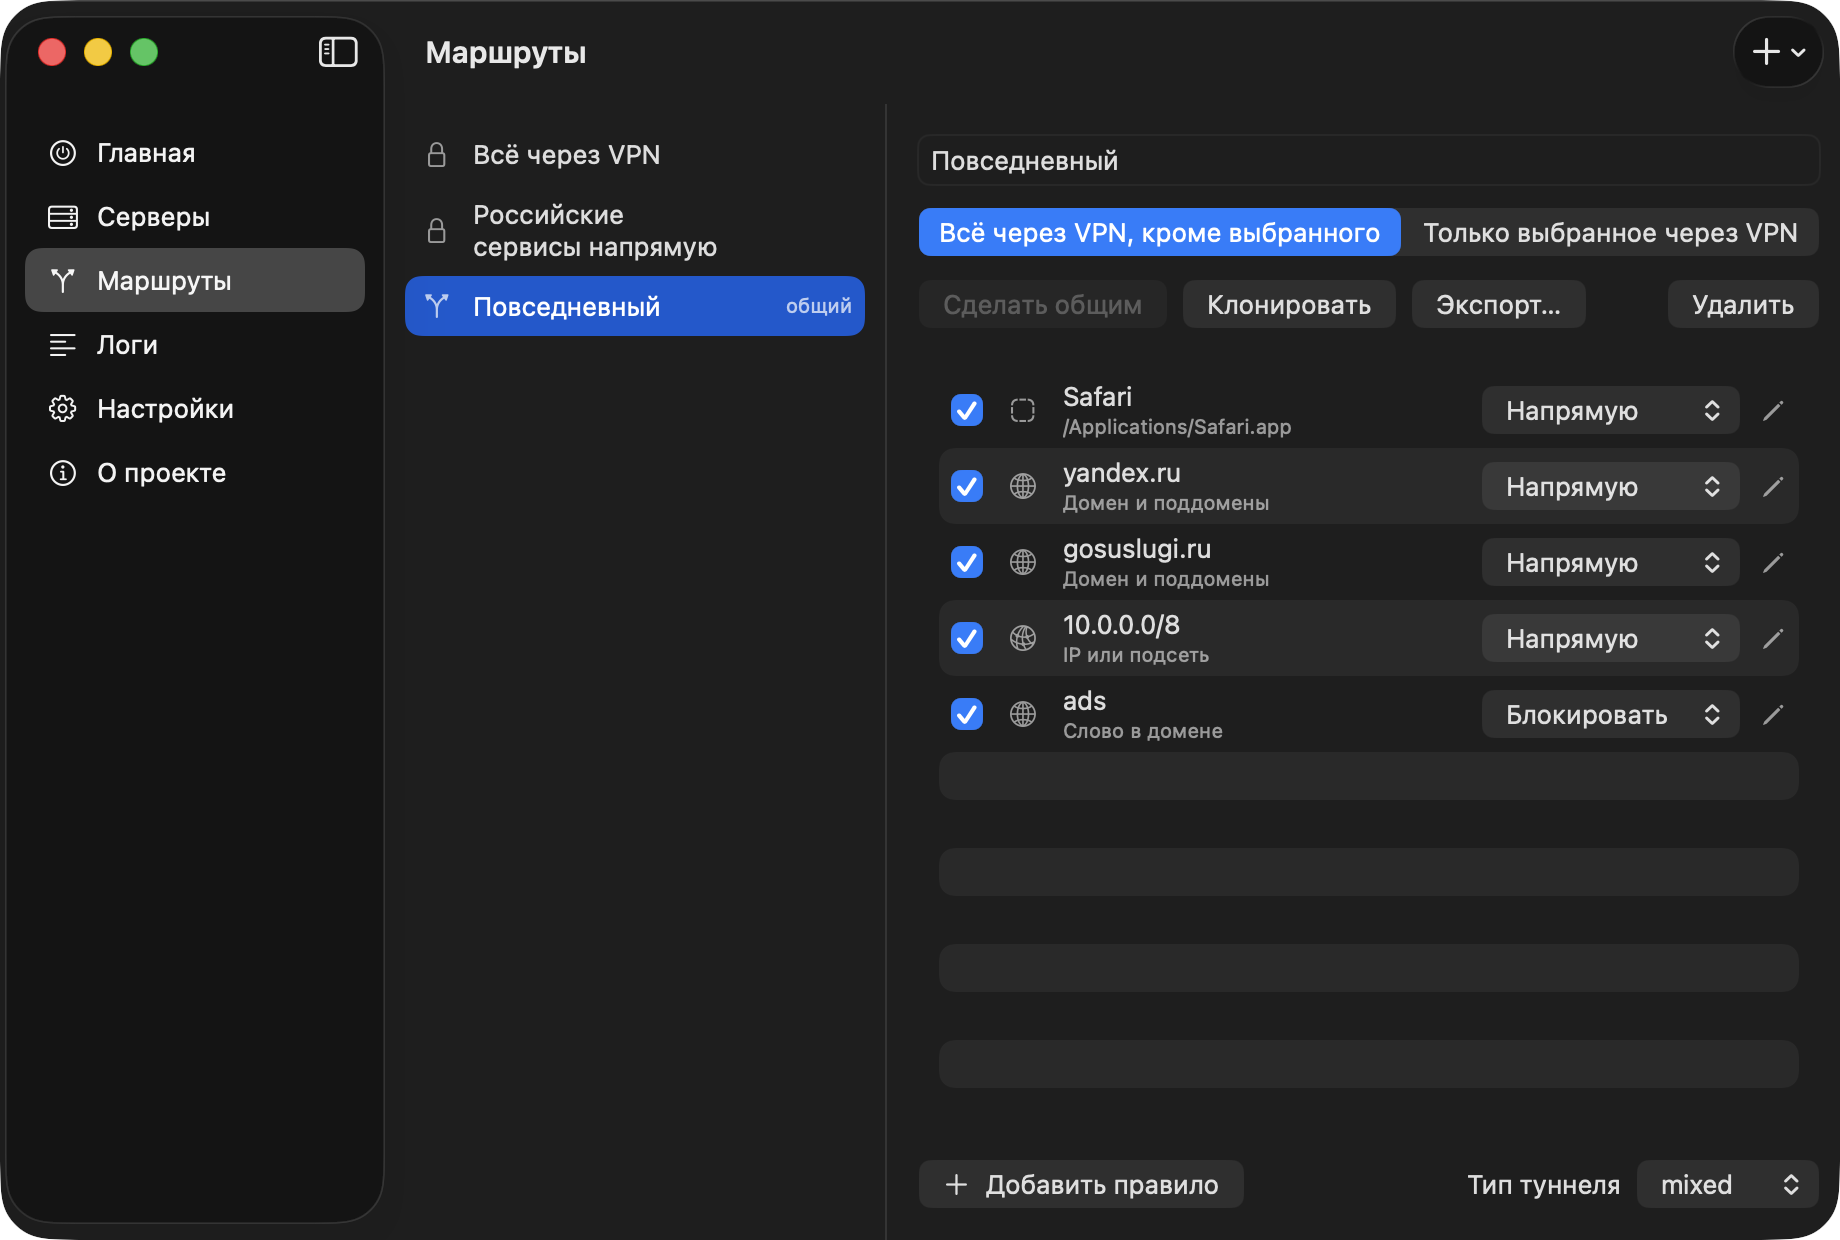 Маршруты
Главная
Серверы
Маршруты
Логи
Настройки
О проекте
Всё через VPN
Российские
сервисы напрямую
Повседневный
общий
Повседневный
Всё через VPN, кроме выбранного
Только выбранное через VPN
Сделать общим
Клонировать
Экспорт...
Удалить
Safari
/Applications/Safari.app
Напрямую
yandex.ru
Домен и поддомены
Напрямую
gosuslugi.ru
Домен и поддомены
Напрямую
10.0.0.0/8
IP или подсеть
Напрямую
ads
Слово в домене
Блокировать
Добавить правило
Тип туннеля
mixed